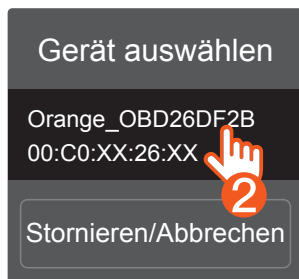 Gerät auswählen
Orange_OBD26DF2B
00:C0:XX:26:XX
2
Stornieren/Abbrechen